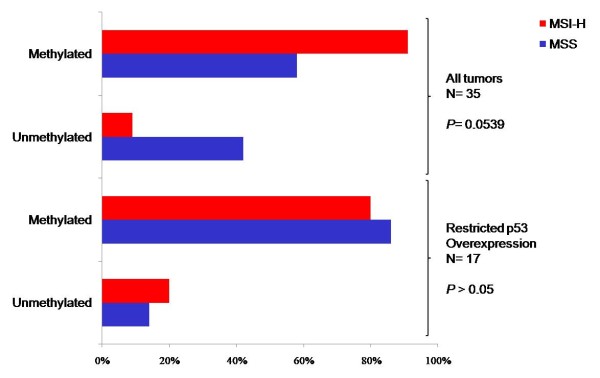 MSI-H
MSS
Methylated
Unmethylated
All tumors
N= 35
P= 0.0539
Methylated
Unmethylated
Restricted p53
Overexpression
N= 17
P > 0.05
0% 20% 40% 60% 80% 100%